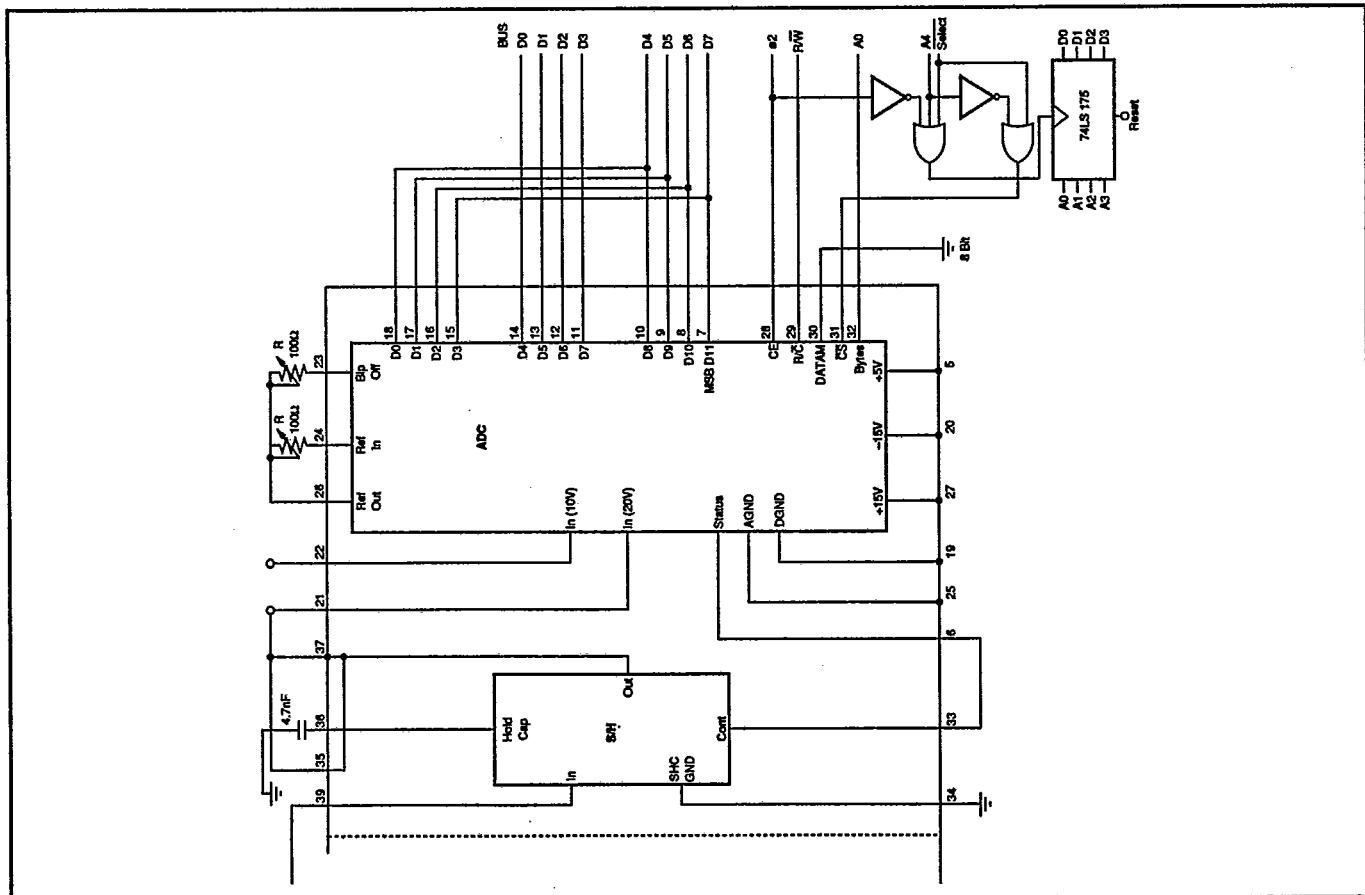 BUS
D0
D1
D2
D3
D4
D5
D6
D7
ø2
R/W̅
A0
A4
S̅e̅l̅e̅c̅t̅
D0
D1
D2
D3
74LS 175
Reset
A0
A1
A2
A3
8 Bit
R
100Ω
R
100Ω
23
24
26
22
21
37
4.7nF
36
35
39
18
17
16
15
14
13
12
11
10
9
8
7
28
29
30
31
32
D0
D1
D2
D3
D4
D5
D6
D7
D8
D9
D10
MSB D11
CE
R/C̅
DATAM
C̅S̅
Bytes
Bip
Off
Ref
In
Ref
Out
ADC
In (10V)
In (20V)
Status
AGND
DGND
+5V
–15V
+15V
5
20
27
19
25
6
33
34
Out
Hold
Cap
S/H
Cont
In
SHC
GND